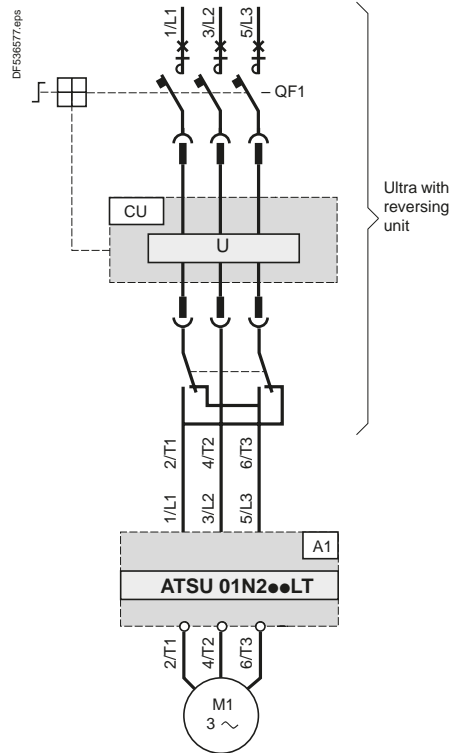 DF536577.eps
1/L1
3/L2
5/L3
QF1
Ultra with
reversing
unit
CU
U
2/T1
4/T2
6/T3
1/L1
3/L2
5/L3
A1
ATSU 01N2●●LT
2/T1
4/T2
6/T3
M1
3 ~